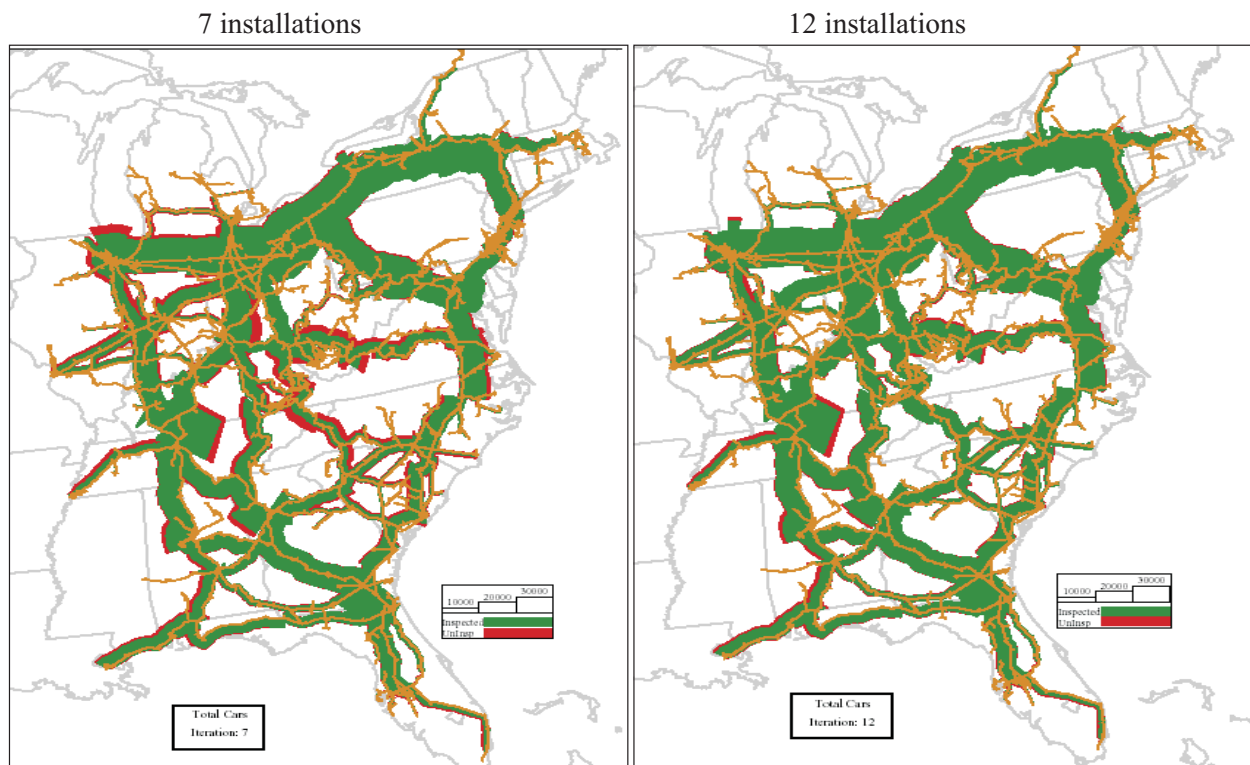 7 installations
12 installations
10000 20000 30000
Inspected
UnInsp
Total Cars
Iteration: 7
10000 20000 30000
Inspected
UnInsp
Total Cars
Iteration: 12